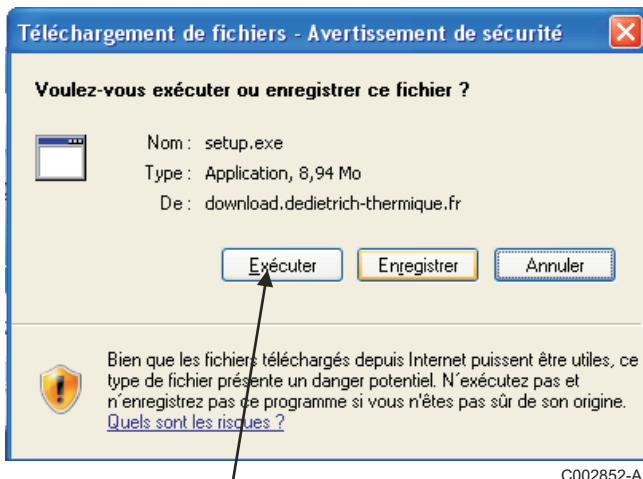 Téléchargement de fichiers - Avertissement de sécurité
Voulez-vous exécuter ou enregistrer ce fichier ?
Nom : setup.exe
Type : Application, 8,94 Mo
De : download.dedietrich-thermique.fr
Exécuter Enregistrer Annuler
Bien que les fichiers téléchargés depuis Internet puissent être utiles, ce
type de fichier présente un danger potentiel. N´exécutez pas et
n´enregistrez pas ce programme si vous n'êtes pas sûr de son origine.
Quels sont les risques ?
C002852-A